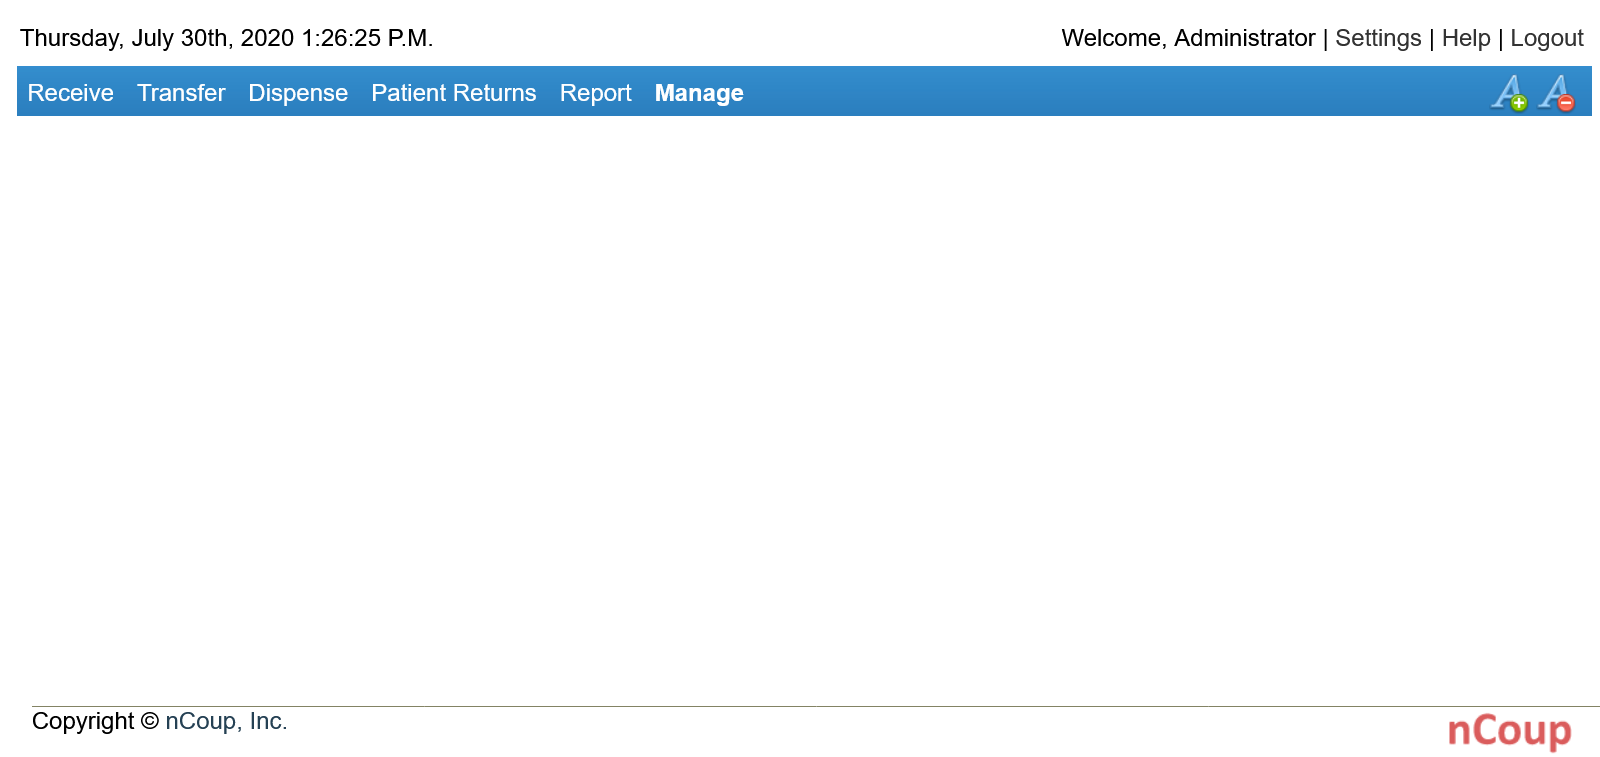 Thursday, July 30th, 2020 1:26:25 P.M.
Welcome, Administrator | Settings | Help | Logout
Receive Transfer Dispense Patient Returns Report Manage
A A
Copyright © nCoup, Inc.
nCoup